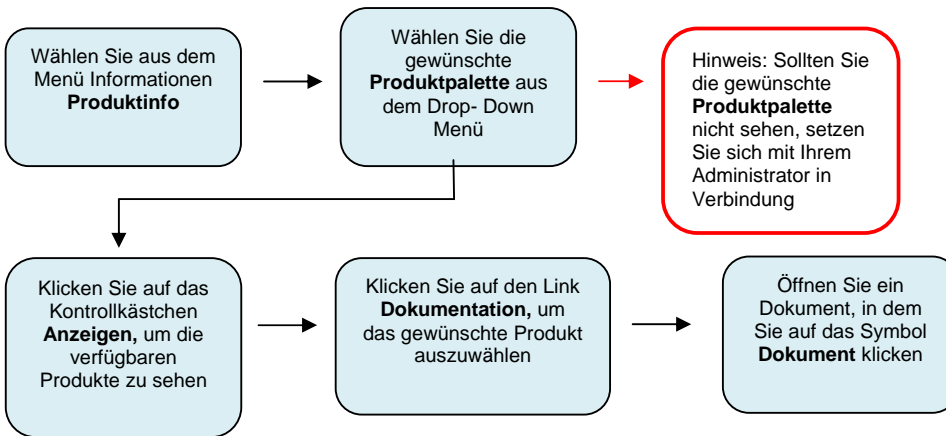 Wählen Sie aus dem
Menü Informationen
Produktinfo
Wählen Sie die
gewünschte
Produktpalette aus
dem Drop- Down
Menü
Hinweis: Sollten Sie
die gewünschte
Produktpalette
nicht sehen, setzen
Sie sich mit Ihrem
Administrator in
Verbindung
Klicken Sie auf das
Kontrollkästchen
Anzeigen, um die
verfügbaren
Produkte zu sehen
Klicken Sie auf den Link
Dokumentation, um
das gewünschte Produkt
auszuwählen
Öffnen Sie ein
Dokument, in dem
Sie auf das Symbol
Dokument klicken